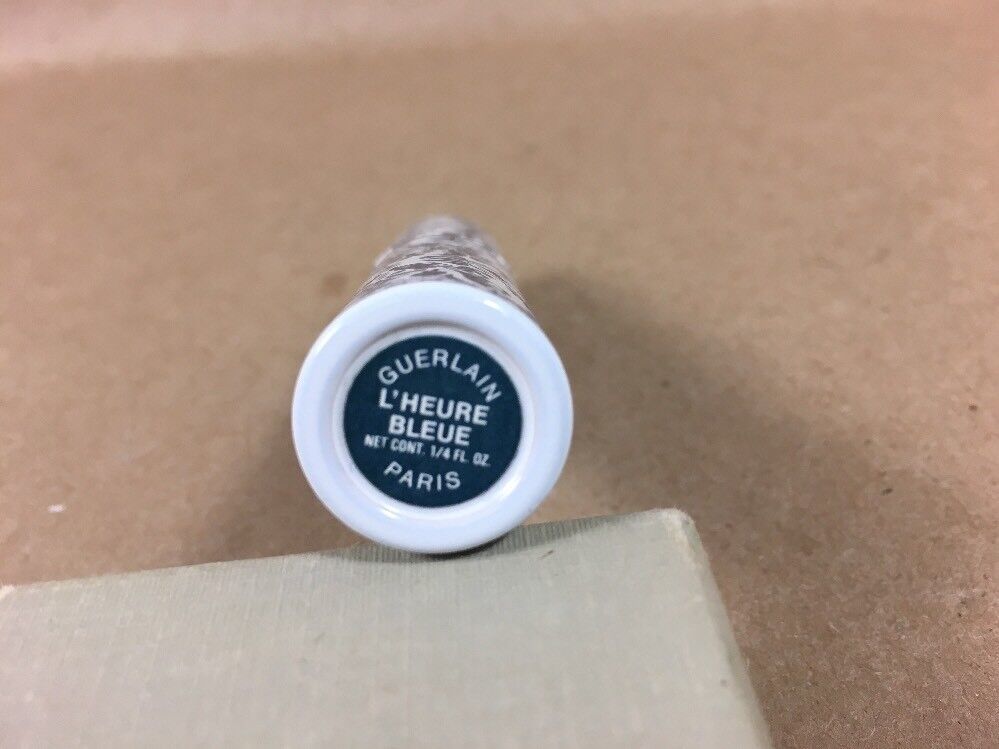 GUERLAIN
L'HEURE
BLEUE
NET CONT. 1/4 FL. OZ.
PARIS